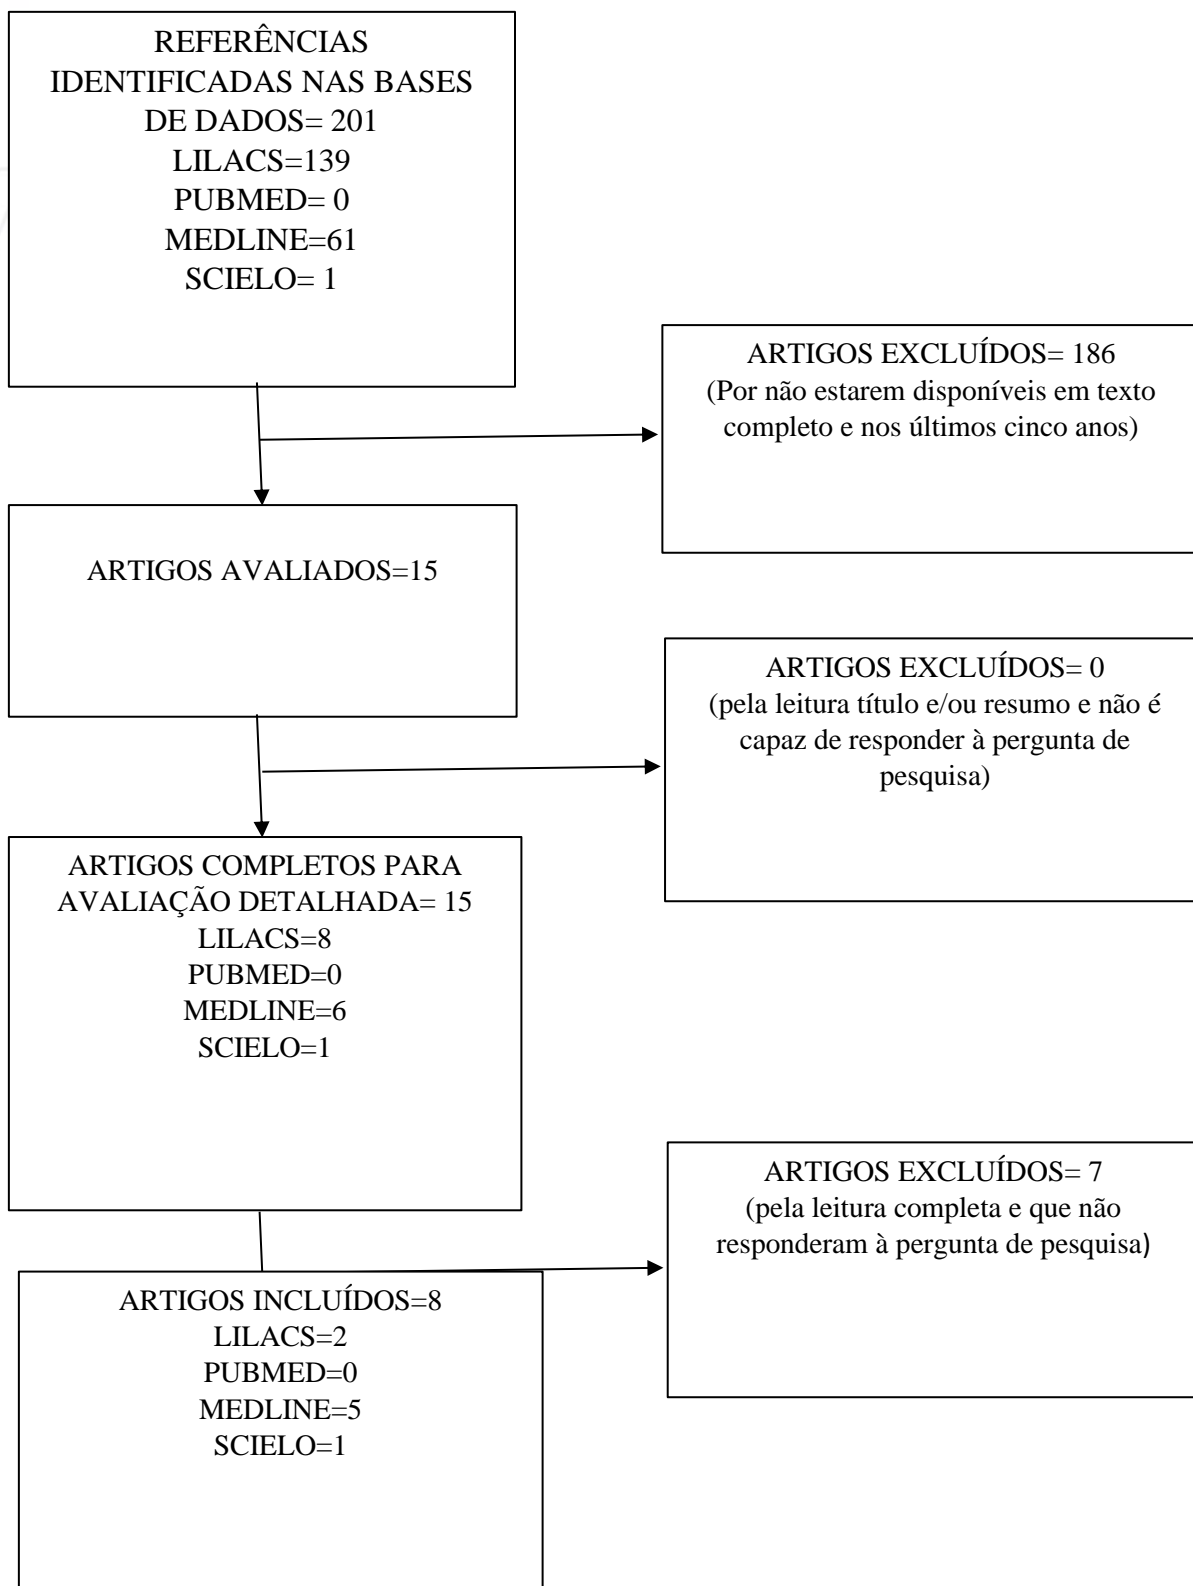 REFERÊNCIAS
IDENTIFICADAS NAS BASES
DE DADOS= 201
LILACS=139
PUBMED= 0
MEDLINE=61
SCIELO= 1
ARTIGOS EXCLUÍDOS= 186
(Por não estarem disponíveis em texto
completo e nos últimos cinco anos)
ARTIGOS AVALIADOS=15
ARTIGOS EXCLUÍDOS= 0
(pela leitura título e/ou resumo e não é
capaz de responder à pergunta de
pesquisa)
ARTIGOS COMPLETOS PARA
AVALIAÇÃO DETALHADA= 15
LILACS=8
PUBMED=0
MEDLINE=6
SCIELO=1
ARTIGOS EXCLUÍDOS= 7
(pela leitura completa e que não
responderam à pergunta de pesquisa)
ARTIGOS INCLUÍDOS=8
LILACS=2
PUBMED=0
MEDLINE=5
SCIELO=1